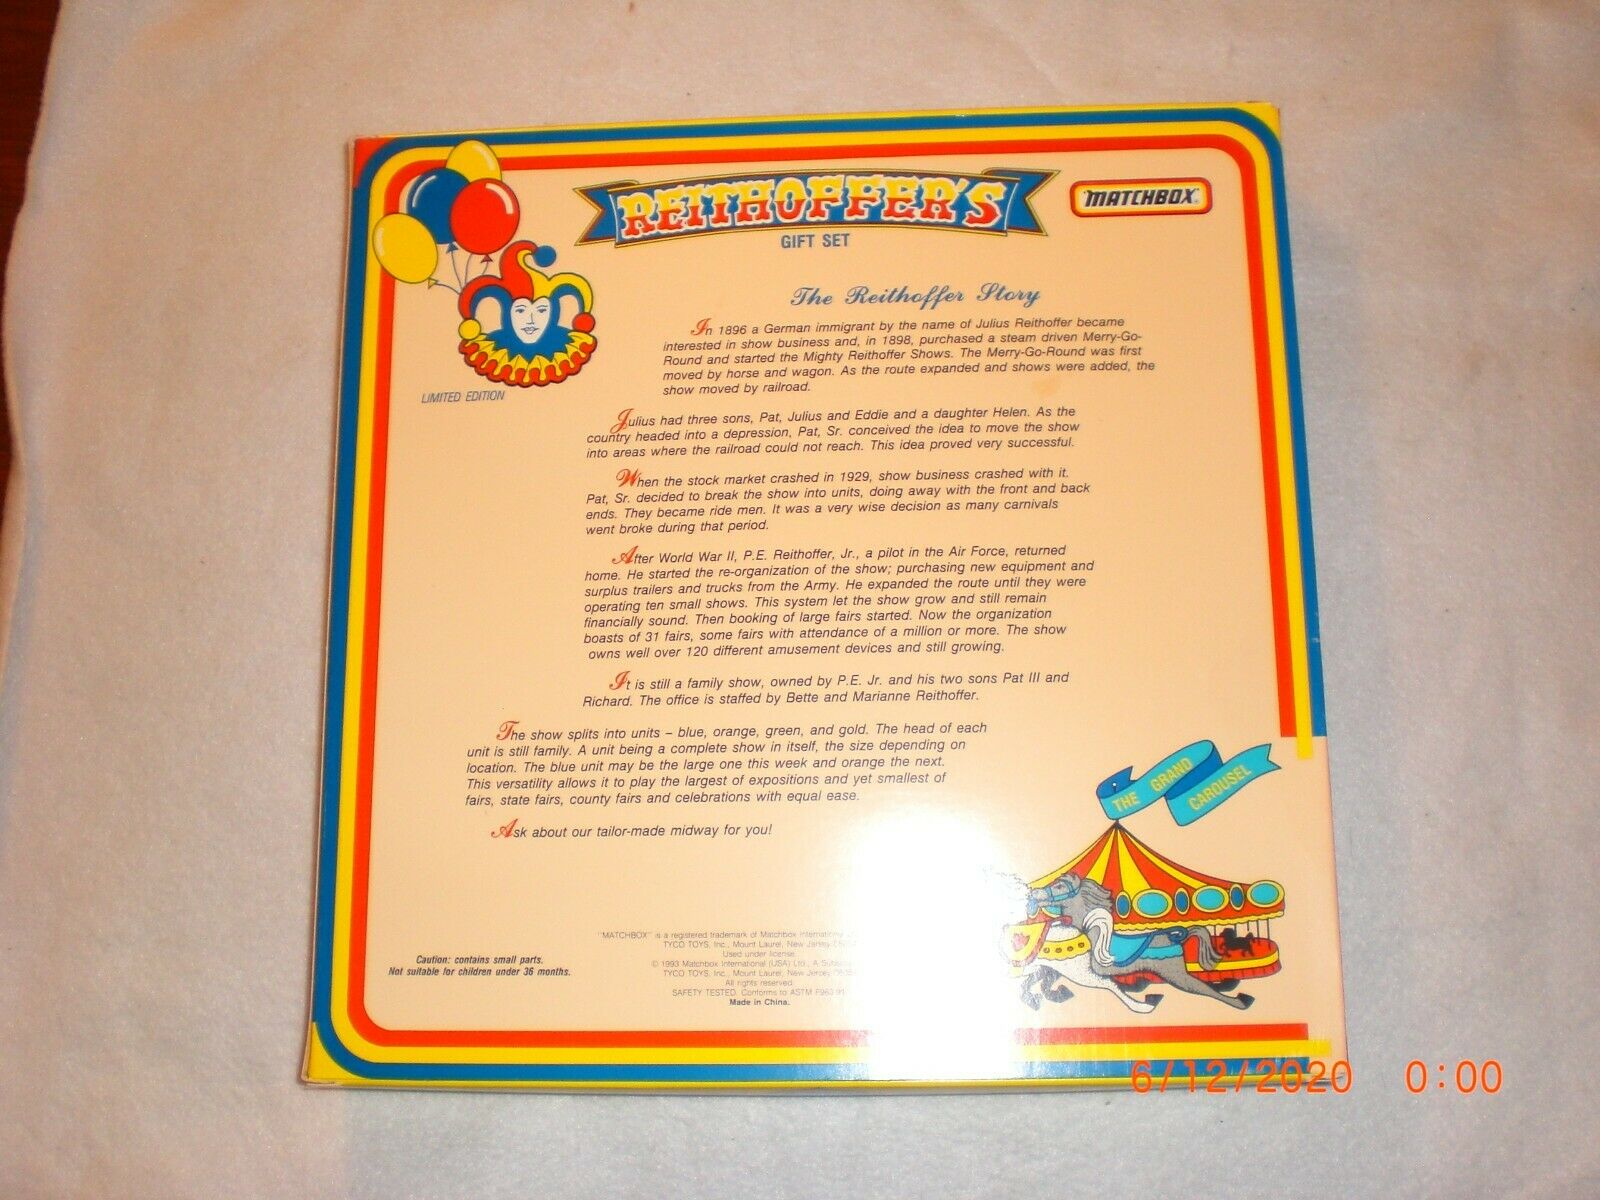 REITHOFFER'S
MATCHBOX
GIFT SET
LIMITED EDITION
The Reithoffer Story
In 1896 a German immigrant by the name of Julius Reithoffer became
interested in show business and, in 1898, purchased a steam driven Merry-Go-
Round and started the Mighty Reithoffer Shows. The Merry-Go-Round was first
moved by horse and wagon. As the route expanded and shows were added, the
show moved by railroad.
Julius had three sons, Pat, Julius and Eddie and a daughter Helen. As the
country headed into a depression, Pat, Sr. conceived the idea to move the show
into areas where the railroad could not reach. This idea proved very successful.
When the stock market crashed in 1929, show business crashed with it.
Pat, Sr. decided to break the show into units, doing away with the front and back
ends. They became ride men. It was a very wise decision as many carnivals
went broke during that period.
After World War II, P.E. Reithoffer, Jr., a pilot in the Air Force, returned
home. He started the re-organization of the show; purchasing new equipment and
surplus trailers and trucks from the Army. He expanded the route until they were
operating ten small shows. This system let the show grow and still remain
financially sound. Then booking of large fairs started. Now the organization
boasts of 31 fairs, some fairs with attendance of a million or more. The show
owns well over 120 different amusement devices and still growing.
It is still a family show, owned by P.E. Jr. and his two sons Pat III and
Richard. The office is staffed by Bette and Marianne Reithoffer.
The show splits into units – blue, orange, green, and gold. The head of each
unit is still family. A unit being a complete show in itself, the size depending on
location. The blue unit may be the large one this week and orange the next.
This versatility allows it to play the largest of expositions and yet smallest of
fairs, state fairs, county fairs and celebrations with equal ease.
Ask about our tailor-made midway for you!
THE GRAND
CAROUSEL
Caution: contains small parts.
Not suitable for children under 36 months.
"MATCHBOX" is a registered trademark of Matchbox International
TYCO TOYS, Inc., Mount Laurel, New Jersey
Used under license.
© 1993 Matchbox International (USA) Ltd., A
TYCO TOYS, Inc., Mount Laurel, New Jersey
All rights reserved.
SAFETY TESTED. Conforms to ASTM F963-91
Made in China.
6/12/2020 0:00